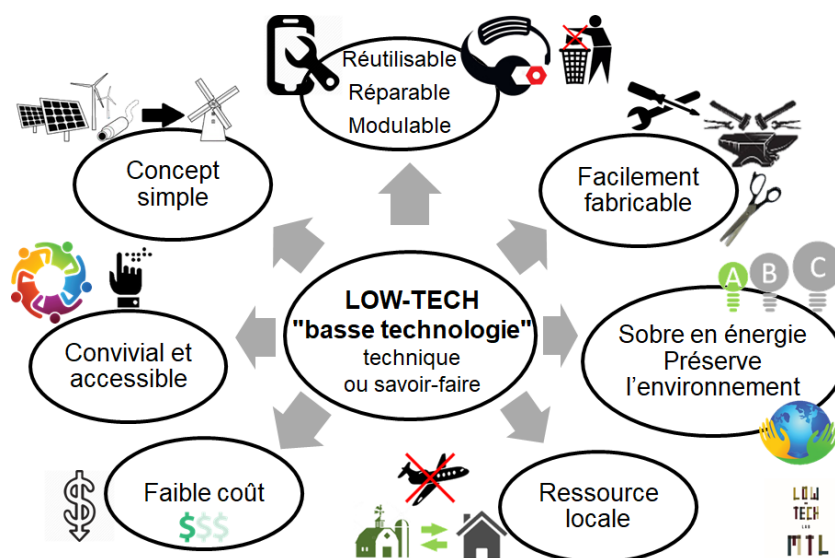 Réutilisable
Réparable
Modulable
Concept
simple
Facilement
fabricable
LOW-TECH
"basse technologie"
technique
ou savoir-faire
A B C
Sobre en énergie
Préserve
l'environnement
Convivial et
accessible
Faible coût
$$$
Ressource
locale
LOW
TECH
LAB
MTL